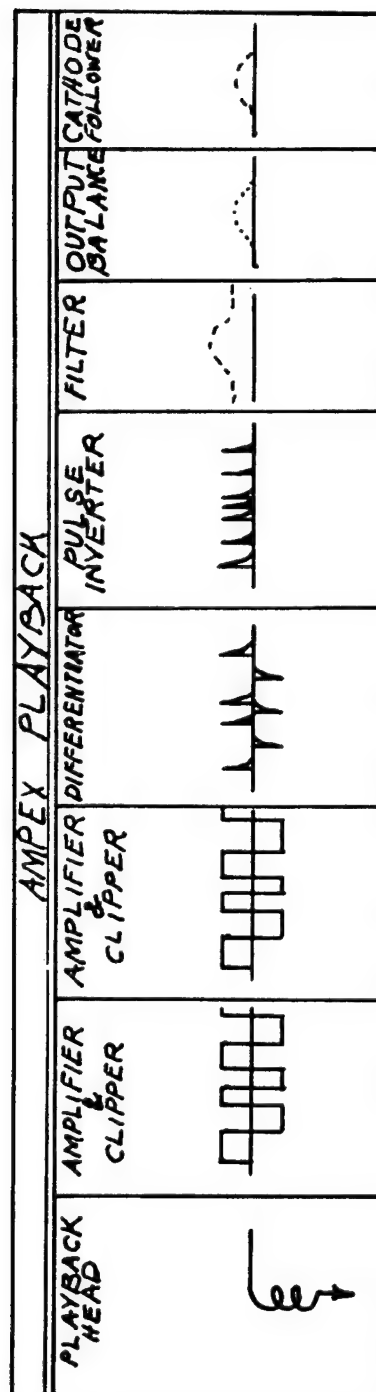 AMPEX PLAYBACK
PLAYBACK
HEAD
AMPLIFIER
&
CLIPPER
AMPLIFIER
&
CLIPPER
DIFFERENTIATOR
PULSE
INVERTER
FILTER
OUTPUT
BALANCE
CATHODE
FOLLOWER